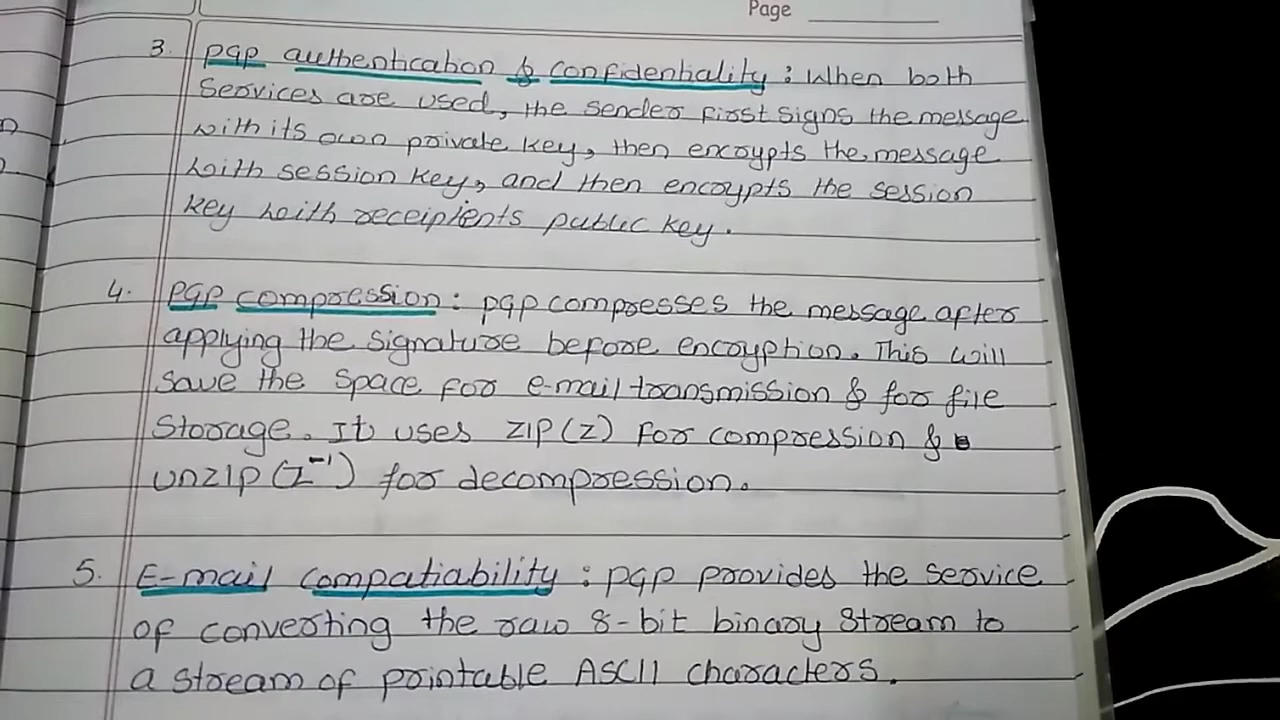 Page
3. PGP authentication & confidentiality : When both
Services are used, the sender first signs the message
with its own private key, then encrypts the message
with session key, and then encrypts the session
key with receipients public key.
4. PGP compression : PGP compresses the message after
applying the signature before encryption. This will
save the space for e-mail transmission & for file
storage. It uses ZIP (Z) for compression &
UNZIP (Z⁻¹) for decompression.
5. E-mail compatiability : PGP provides the service
of converting the raw 8-bit binary stream to
a stream of printable ASCII characters.